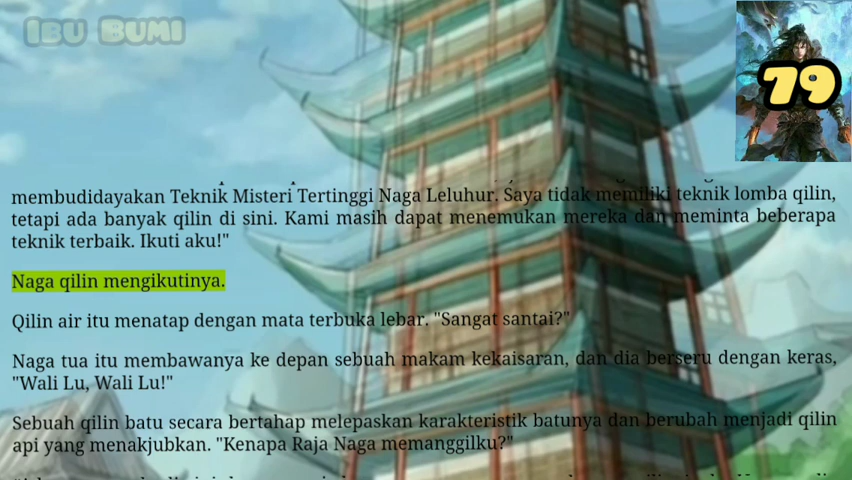 Ibu Bumi
79
membudidayakan Teknik Misteri Tertinggi Naga Leluhur. Saya tidak memiliki teknik lomba qilin,
tetapi ada banyak qilin di sini. Kami masih dapat menemukan mereka dan meminta beberapa
teknik terbaik. Ikuti aku!"
Naga qilin mengikutinya.
Qilin air itu menatap dengan mata terbuka lebar. "Sangat santai?"
Naga tua itu membawanya ke depan sebuah makam kekaisaran, dan dia berseru dengan keras,
"Wali Lu, Wali Lu!"
Sebuah qilin batu secara bertahap melepaskan karakteristik batunya dan berubah menjadi qilin
api yang menakjubkan. "Kenapa Raja Naga memanggilku?"